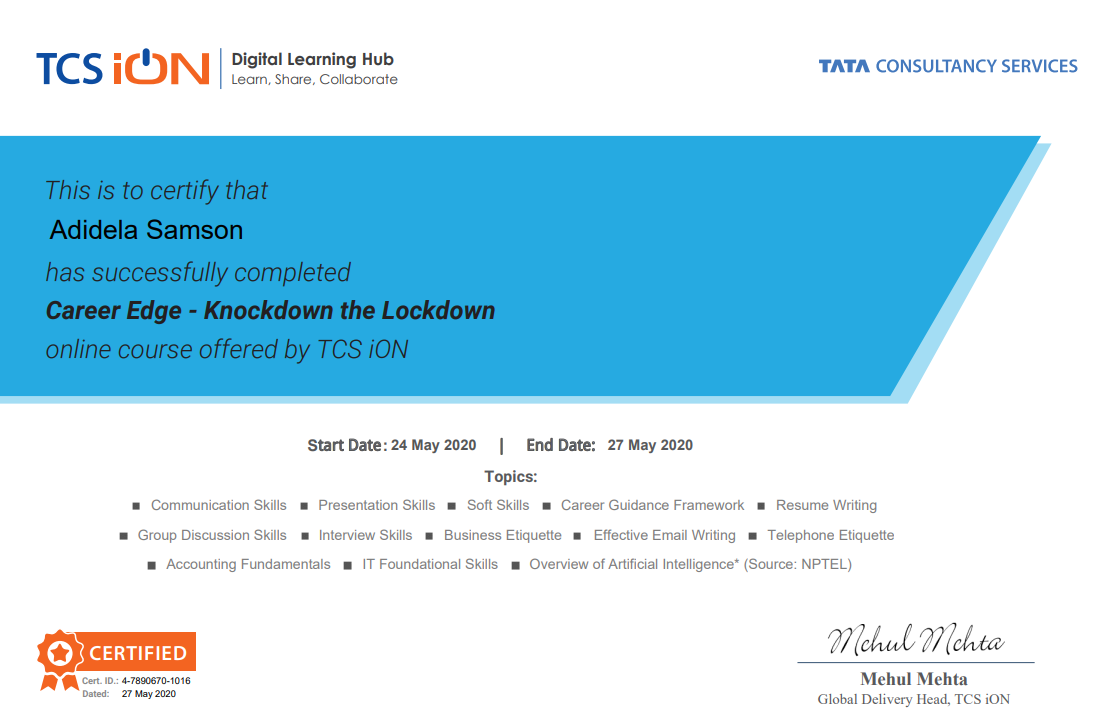 TCS iON Digital Learning Hub
Learn, Share, Collaborate
TATA CONSULTANCY SERVICES
This is to certify that
Adidela Samson
has successfully completed
Career Edge - Knockdown the Lockdown
online course offered by TCS iON
Start Date: 24 May 2020 | End Date: 27 May 2020
Topics:
■ Communication Skills ■ Presentation Skills ■ Soft Skills ■ Career Guidance Framework ■ Resume Writing
■ Group Discussion Skills ■ Interview Skills ■ Business Etiquette ■ Effective Email Writing ■ Telephone Etiquette
■ Accounting Fundamentals ■ IT Foundational Skills ■ Overview of Artificial Intelligence* (Source: NPTEL)
CERTIFIED
Cert. ID.: 4-7890670-1016
Dated: 27 May 2020
Mehul Mehta
Mehul Mehta
Global Delivery Head, TCS iON